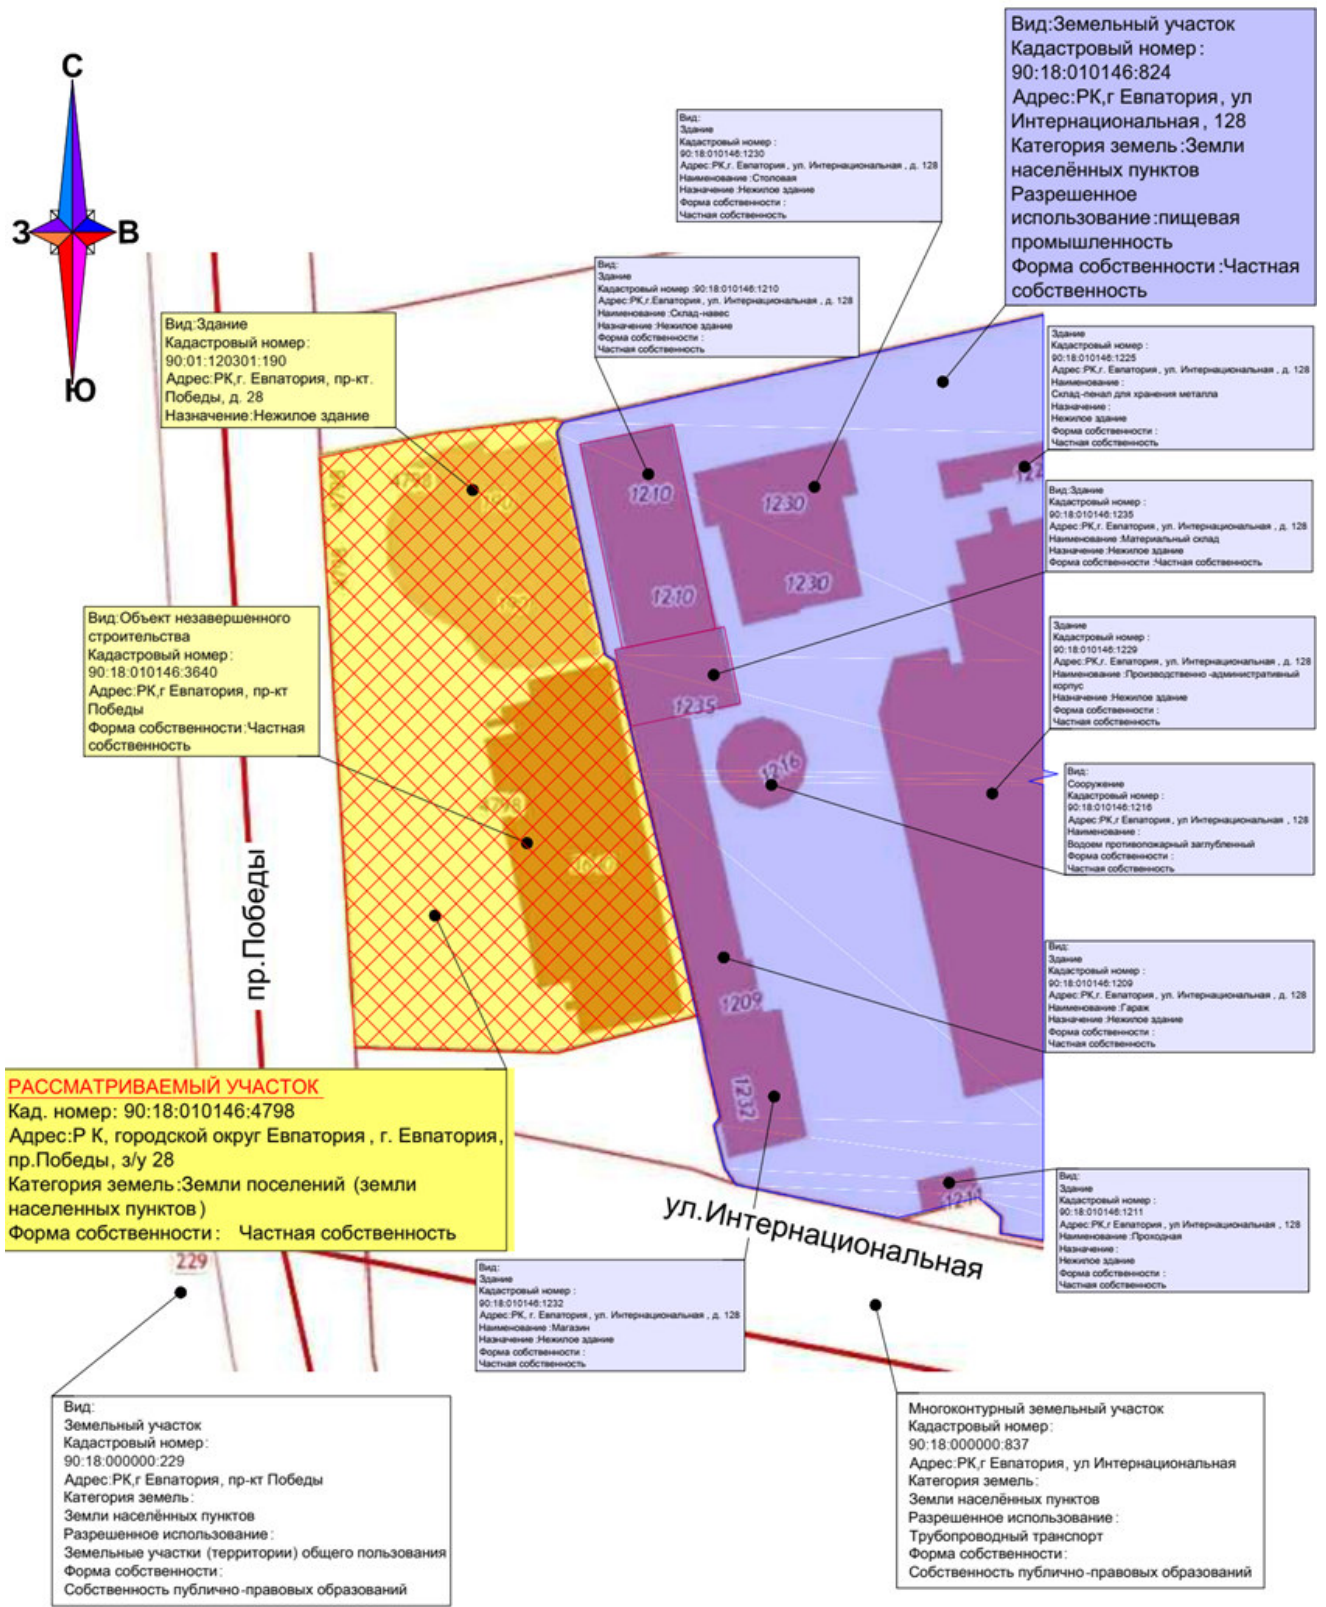 С
З
В
Ю
Вид:Земельный участок
Кадастровый номер :
90:18:010146:824
Адрес:РК,г Евпатория , ул
Интернациональная , 128
Категория земель :Земли
населённых пунктов
Разрешенное
использование :пищевая
промышленность
Форма собственности :Частная
собственность
Вид:
Здание
Кадастровый номер :
90:18:010146:1230
Адрес:РК,г. Евпатория , ул. Интернациональная , д. 128
Наименование :Столовая
Назначение :Нежилое здание
Форма собственности :
Частная собственность
Вид:
Здание
Кадастровый номер :90:18:010146:1210
Адрес:РК,г.Евпатория , ул. Интернациональная , д. 128
Наименование :Склад-навес
Назначение :Нежилое здание
Форма собственности :
Частная собственность
Вид:Здание
Кадастровый номер:
90:01:120301:190
Адрес:РК,г. Евпатория, пр-кт.
Победы, д. 28
Назначение:Нежилое здание
Здание
Кадастровый номер :
90:18:010146:1225
Адрес:РК,г. Евпатория , ул. Интернациональная , д. 128
Наименование :
Склад-пенал для хранения металла
Назначение :
Нежилое здание
Форма собственности :
Частная собственность
Вид:Здание
Кадастровый номер :
90:18:010146:1235
Адрес:РК,г. Евпатория , ул. Интернациональная , д. 128
Наименование :Материальный склад
Назначение :Нежилое здание
Форма собственности :Частная собственность
4798
1210
1230
1210
1230
Вид:Объект незавершенного
строительства
Кадастровый номер :
90:18:010146:3640
Адрес:РК,г Евпатория, пр-кт
Победы
Форма собственности:Частная
собственность
Здание
Кадастровый номер :
90:18:010146:1229
Адрес:РК,г. Евпатория , ул. Интернациональная , д. 128
Наименование :Производственно -административный
корпус
Назначение :Нежилое здание
Форма собственности :
Частная собственность
1235
1216
4798
3640
Вид:
Сооружение
Кадастровый номер :
90:18:010146:1216
Адрес:РК,г Евпатория , ул Интернациональная , 128
Наименование :
Водоем противопожарный заглубленный
Форма собственности :
Частная собственность
пр.Победы
1209
1232
Вид:
Здание
Кадастровый номер :
90:18:010146:1209
Адрес:РК,г. Евпатория , ул. Интернациональная , д. 128
Наименование :Гараж
Назначение :Нежилое здание
Форма собственности :
Частная собственность
РАССМАТРИВАЕМЫЙ УЧАСТОК
Кад. номер: 90:18:010146:4798
Адрес:Р К, городской округ Евпатория , г. Евпатория,
пр.Победы, з/у 28
Категория земель:Земли поселений (земли
населенных пунктов)
Форма собственности : Частная собственность
ул.Интернациональная
1211
Вид:
Здание
Кадастровый номер :
90:18:010146:1211
Адрес:РК,г Евпатория , ул Интернациональная , 128
Наименование :Проходная
Назначение :
Нежилое здание
Форма собственности :
Частная собственность
229
Вид:
Здание
Кадастровый номер :
90:18:010146:1232
Адрес:РК, г. Евпатория , ул. Интернациональная , д. 128
Наименование :Магазин
Назначение :Нежилое здание
Форма собственности :
Частная собственность
Вид:
Земельный участок
Кадастровый номер:
90:18:000000:229
Адрес:РК,г Евпатория, пр-кт Победы
Категория земель:
Земли населённых пунктов
Разрешенное использование :
Земельные участки (территории) общего пользования
Форма собственности:
Собственность публично-правовых образований
Многоконтурный земельный участок
Кадастровый номер:
90:18:000000:837
Адрес:РК,г Евпатория, ул Интернациональная
Категория земель:
Земли населённых пунктов
Разрешенное использование :
Трубопроводный транспорт
Форма собственности:
Собственность публично-правовых образований